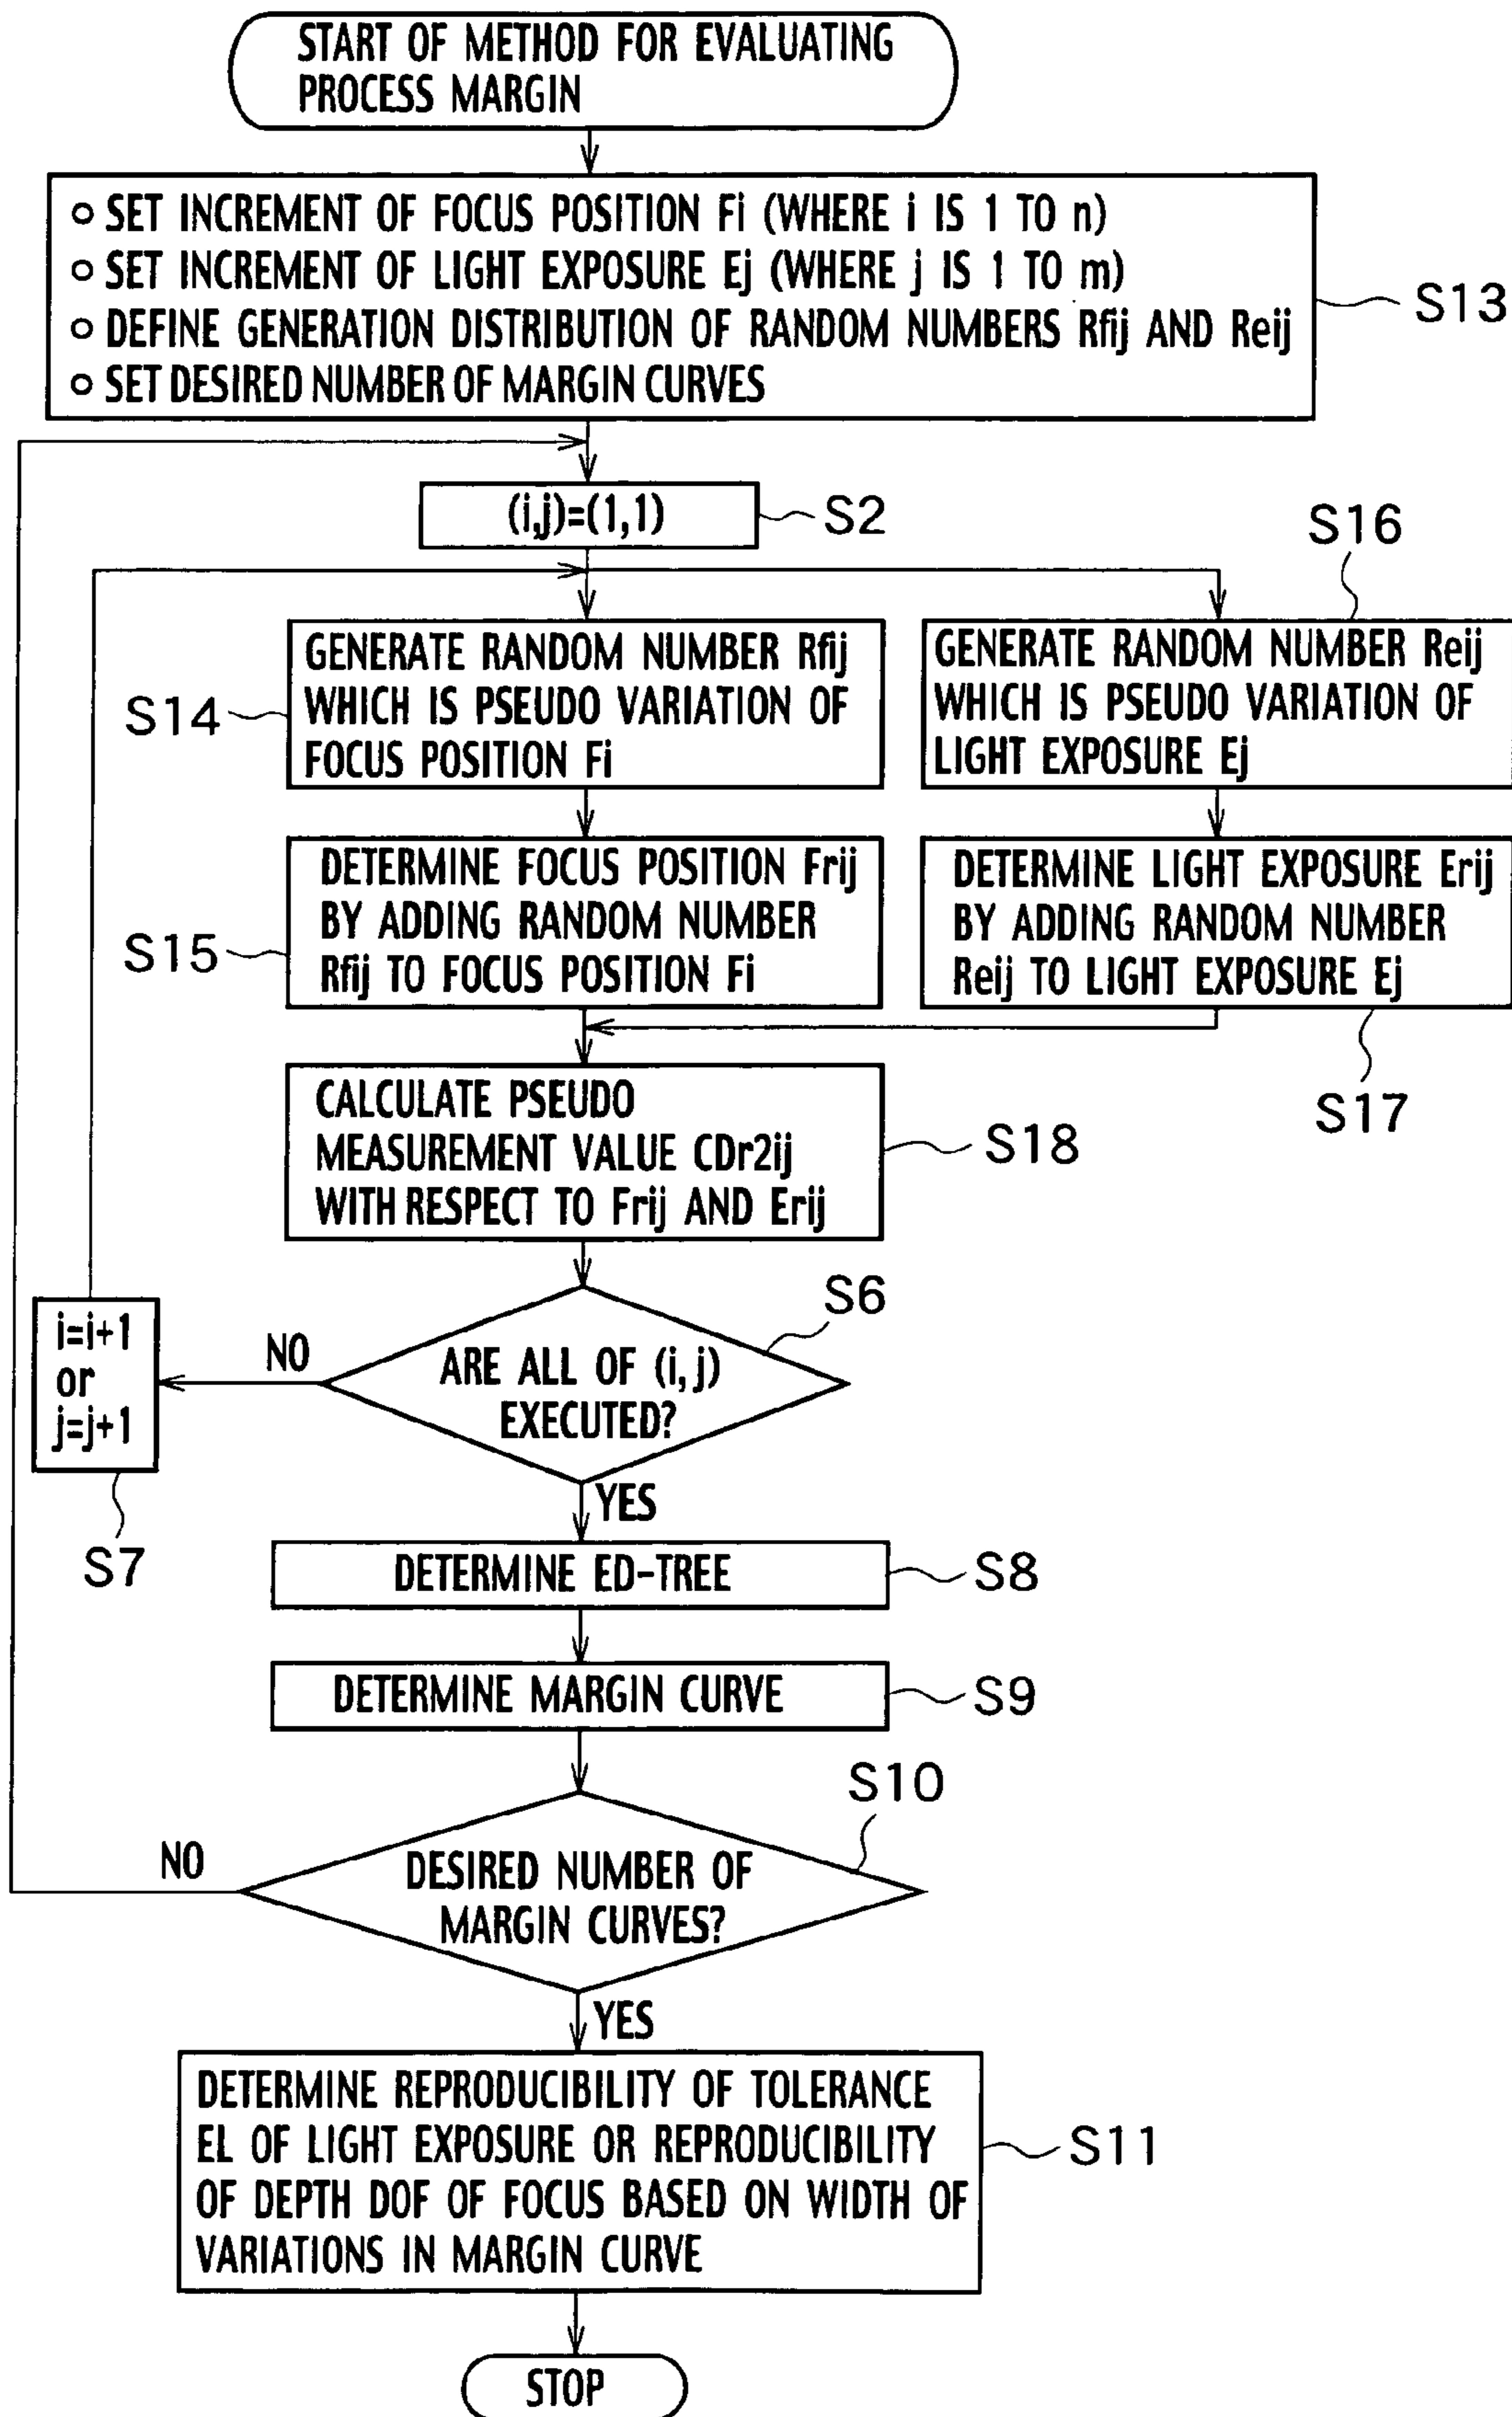 START OF METHOD FOR EVALUATING
PROCESS MARGIN
○ SET INCREMENT OF FOCUS POSITION Fi (WHERE i IS 1 TO n)
○ SET INCREMENT OF LIGHT EXPOSURE Ej (WHERE j IS 1 TO m)
○ DEFINE GENERATION DISTRIBUTION OF RANDOM NUMBERS Rfij AND Reij
○ SET DESIRED NUMBER OF MARGIN CURVES
S13
(i,j)=(1,1)
S2
S16
GENERATE RANDOM NUMBER Rfij
WHICH IS PSEUDO VARIATION OF
FOCUS POSITION Fi
S14
GENERATE RANDOM NUMBER Reij
WHICH IS PSEUDO VARIATION OF
LIGHT EXPOSURE Ej
DETERMINE FOCUS POSITION Frij
BY ADDING RANDOM NUMBER
Rfij TO FOCUS POSITION Fi
S15
DETERMINE LIGHT EXPOSURE Erij
BY ADDING RANDOM NUMBER
Reij TO LIGHT EXPOSURE Ej
S17
CALCULATE PSEUDO
MEASUREMENT VALUE CDr2ij
WITH RESPECT TO Frij AND Erij
S18
S6
ARE ALL OF (i, j)
EXECUTED?
NO
i=i+1
or
j=j+1
S7
YES
DETERMINE ED-TREE
S8
DETERMINE MARGIN CURVE
S9
S10
DESIRED NUMBER OF
MARGIN CURVES?
NO
YES
DETERMINE REPRODUCIBILITY OF TOLERANCE
EL OF LIGHT EXPOSURE OR REPRODUCIBILITY
OF DEPTH DOF OF FOCUS BASED ON WIDTH OF
VARIATIONS IN MARGIN CURVE
S11
STOP